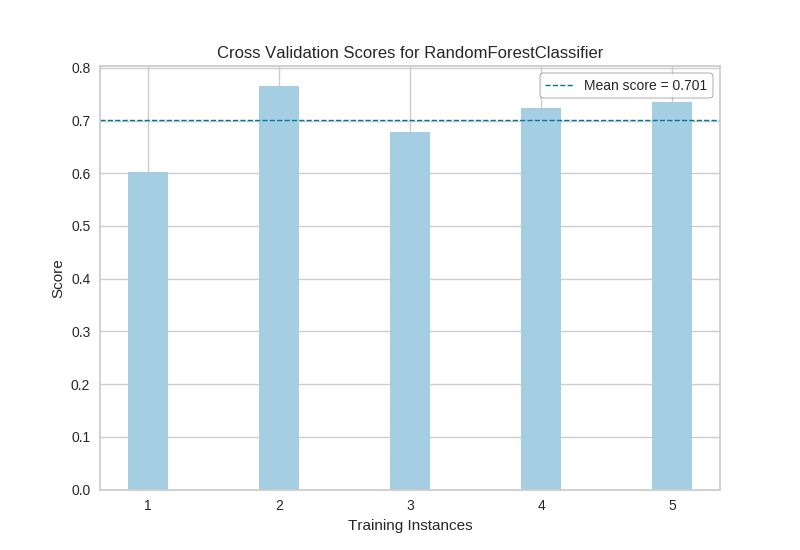 Cross Validation Scores for RandomForestClassifier
Mean score = 0.701
0.8
0.7
0.6
0.5
0.4
0.3
0.2
0.1
0.0
Score
1 2 3 4 5
Training Instances